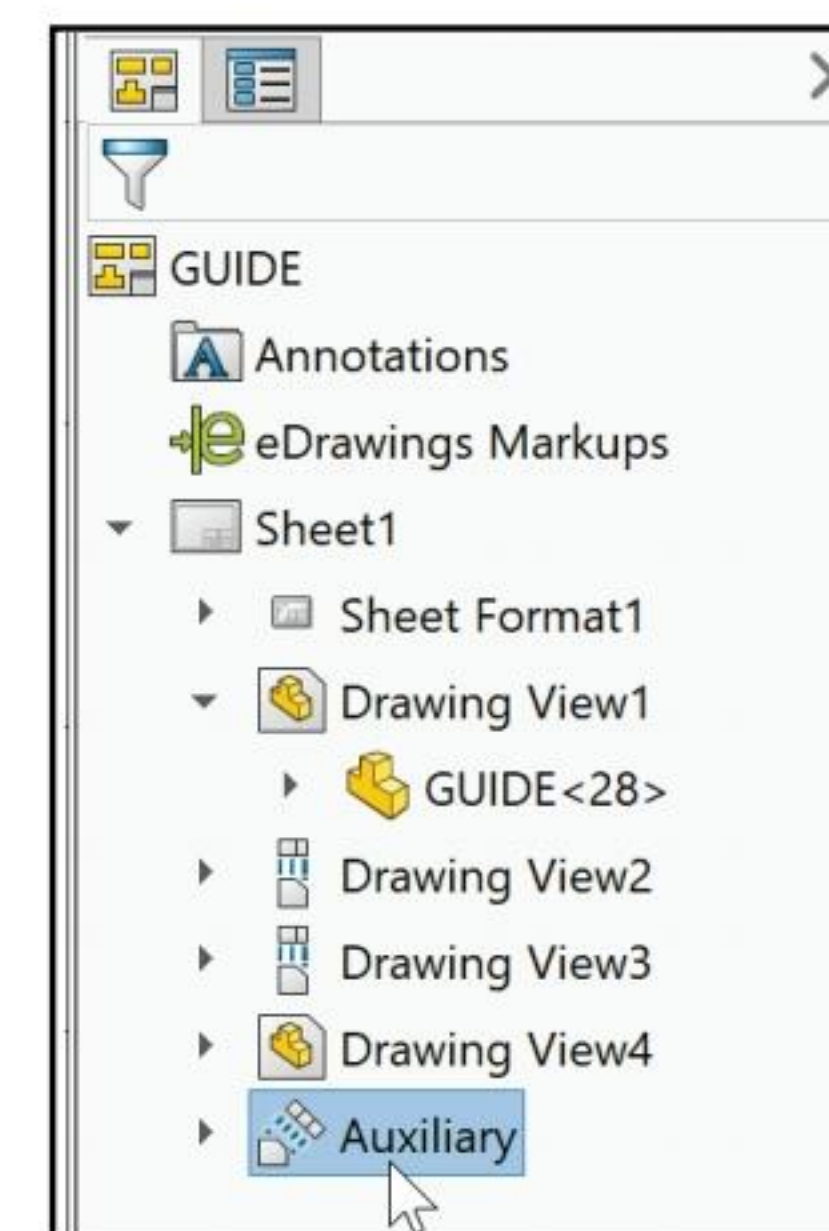 GUIDE
Annotations
eDrawings Markups
Sheet1
Sheet Format1
Drawing View1
GUIDE<28>
Drawing View2
Drawing View3
Drawing View4
Auxiliary